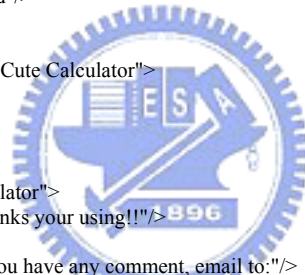 Cute Calculator">
E S A
lator">
nks your using!!"/>
1896
ou have any comment, email to:"/>